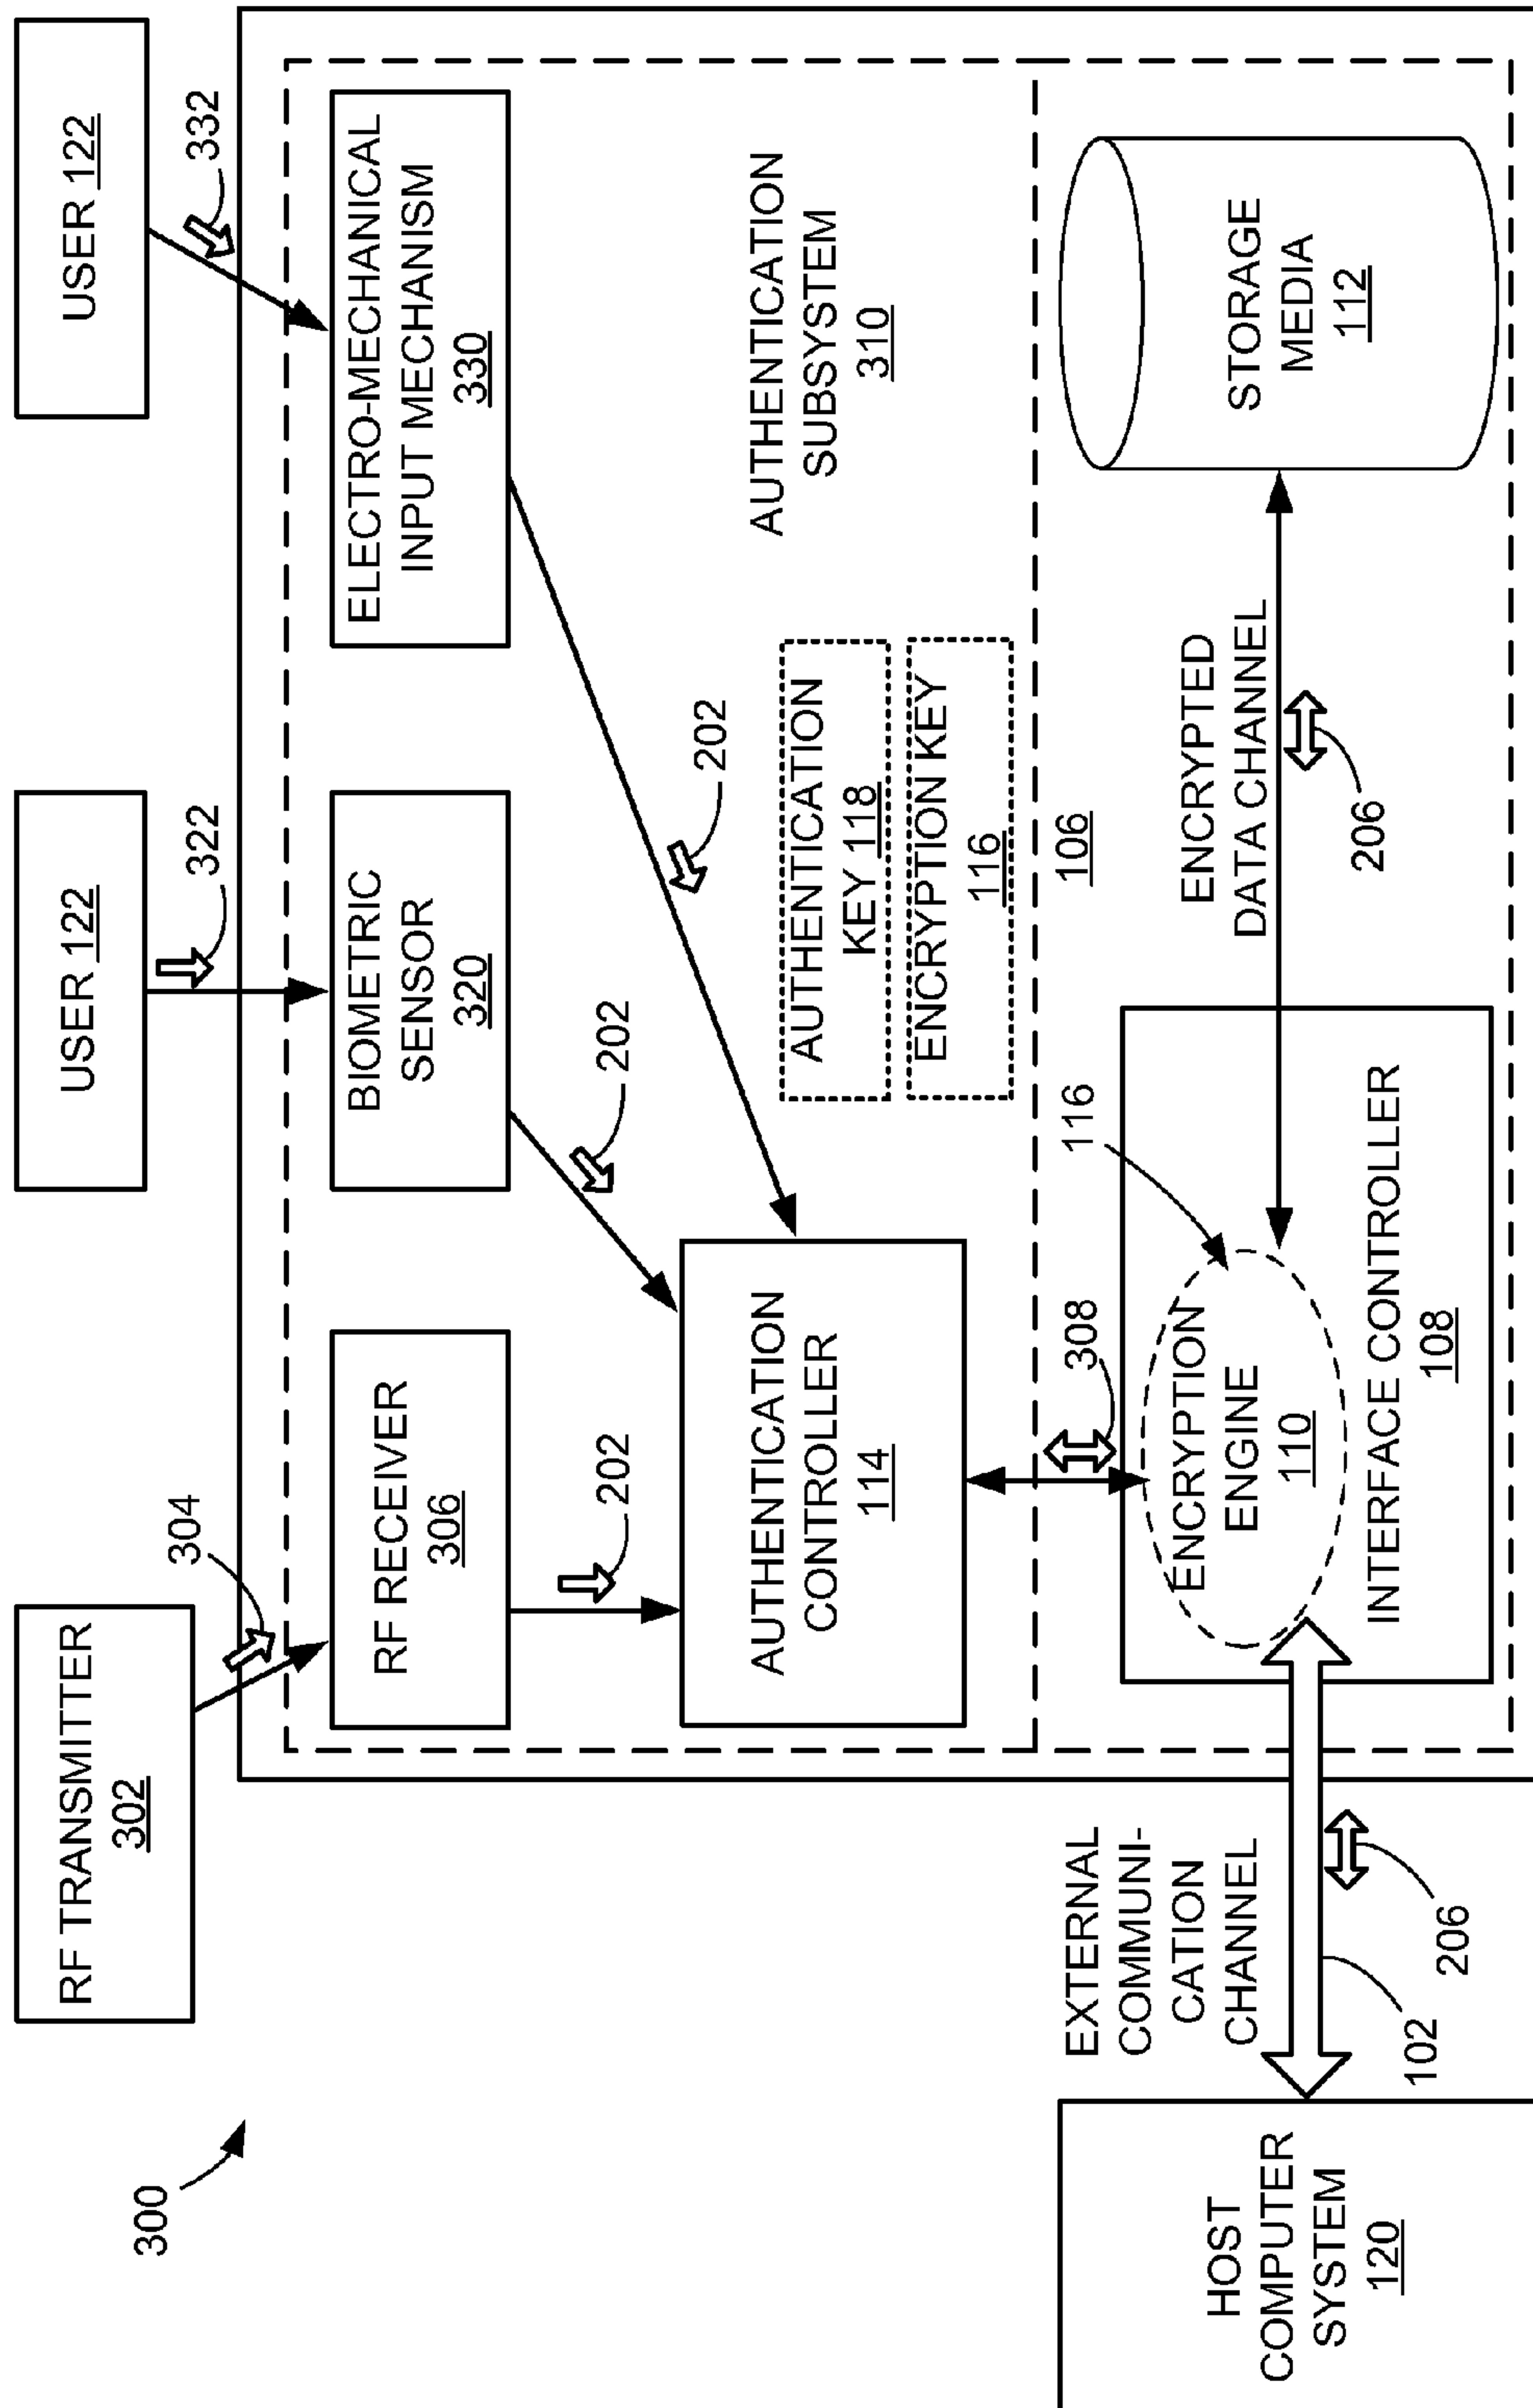 300
RF TRANSMITTER
302
304
USER 122
322
USER 122
332
RF RECEIVER
306
BIOMETRIC
SENSOR
320
ELECTRO-MECHANICAL
INPUT MECHANISM
330
202
202
202
AUTHENTICATION
CONTROLLER
114
AUTHENTICATION
SUBSYSTEM
310
AUTHENTICATION
KEY 118
ENCRYPTION KEY
116
106
308
116
ENCRYPTION
ENGINE
110
INTERFACE CONTROLLER
108
ENCRYPTED
DATA CHANNEL
206
STORAGE
MEDIA
112
EXTERNAL
COMMUNI-
CATION
CHANNEL
102
206
HOST
COMPUTER
SYSTEM
120